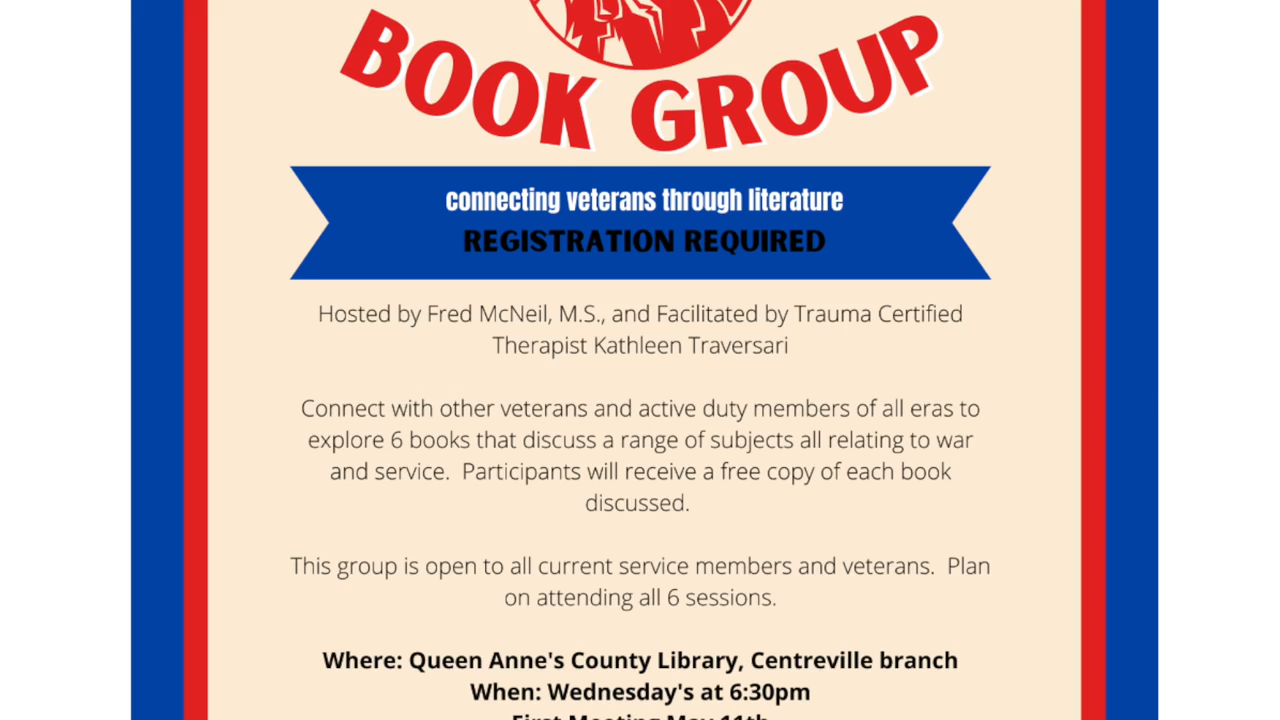 BOOK GROUP
connecting veterans through literature
REGISTRATION REQUIRED
Hosted by Fred McNeil, M.S., and Facilitated by Trauma Certified
Therapist Kathleen Traversari
Connect with other veterans and active duty members of all eras to
explore 6 books that discuss a range of subjects all relating to war
and service.  Participants will receive a free copy of each book
discussed.
This group is open to all current service members and veterans.  Plan
on attending all 6 sessions.
Where: Queen Anne's County Library, Centreville branch
When: Wednesday's at 6:30pm
First Meeting May 11th